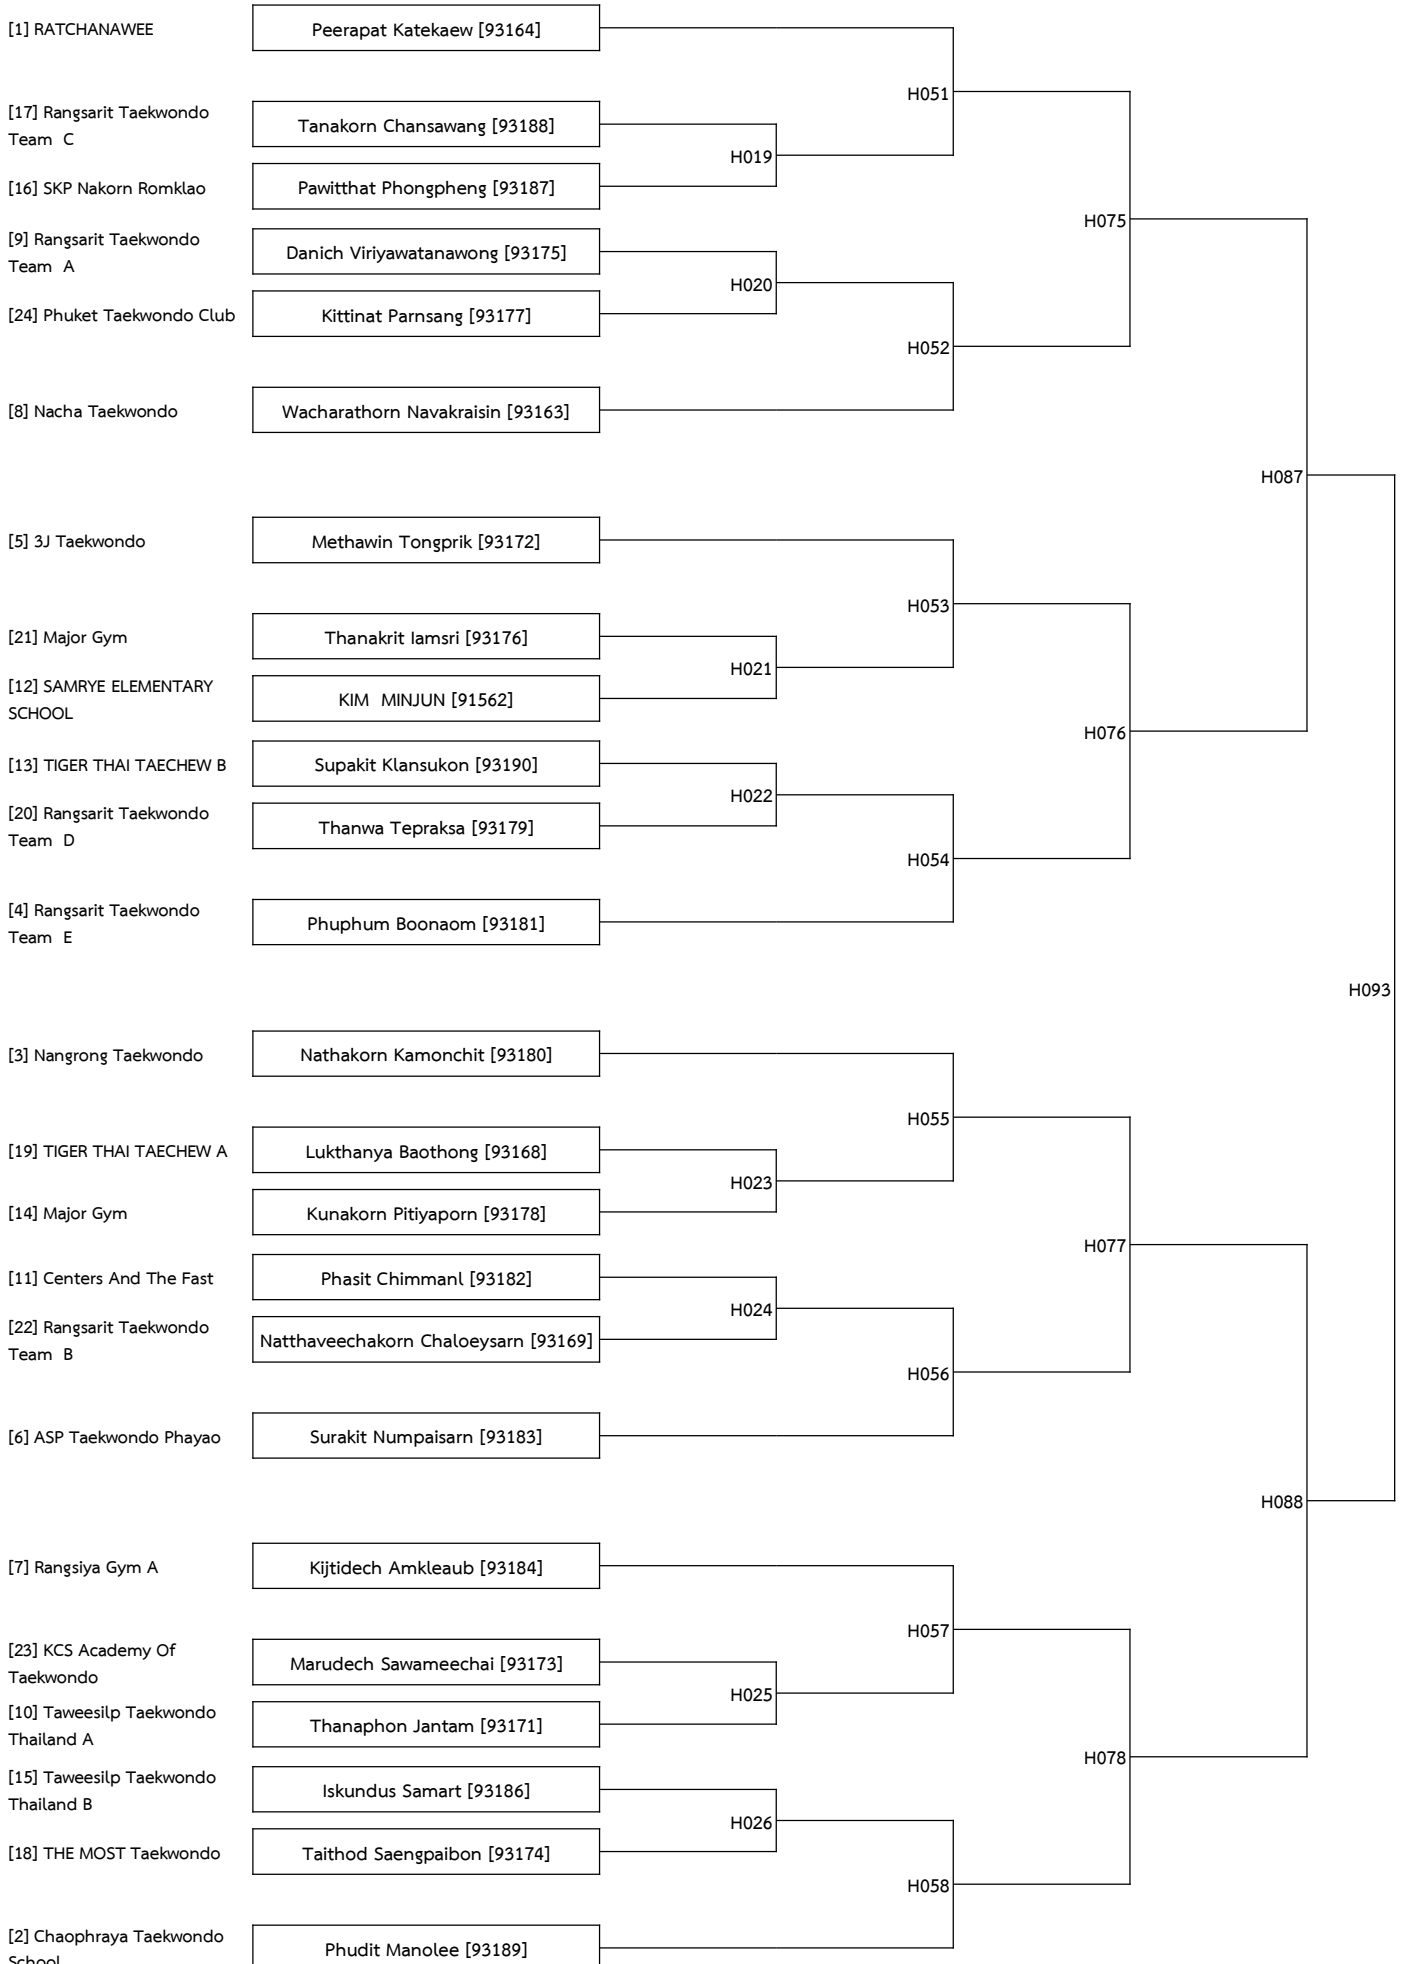 [1] RATCHANAWEE
Peerapat Katekaew [93164]
H051
[17] Rangsarit Taekwondo
Team C
Tanakorn Chansawang [93188]
H019
[16] SKP Nakorn Romklao
Pawitthat Phongpheng [93187]
H075
[9] Rangsarit Taekwondo
Team A
Danich Viriyawatanawong [93175]
H020
[24] Phuket Taekwondo Club
Kittinat Parnsang [93177]
H052
[8] Nacha Taekwondo
Wacharathorn Navakraisin [93163]
H087
[5] 3J Taekwondo
Methawin Tongprik [93172]
H053
[21] Major Gym
Thanakrit Iamsri [93176]
H021
[12] SAMRYE ELEMENTARY
SCHOOL
KIM MINJUN [91562]
H076
[13] TIGER THAI TAECHEW B
Supakit Klansukon [93190]
H022
[20] Rangsarit Taekwondo
Team D
Thanwa Tepraksa [93179]
H054
[4] Rangsarit Taekwondo
Team E
Phuphum Boonaom [93181]
H093
[3] Nangrong Taekwondo
Nathakorn Kamonchit [93180]
H055
[19] TIGER THAI TAECHEW A
Lukthanya Baothong [93168]
H023
[14] Major Gym
Kunakorn Pitiyaporn [93178]
H077
[11] Centers And The Fast
Phasit Chimmanl [93182]
H024
[22] Rangsarit Taekwondo
Team B
Natthaveechakorn Chaloeysarn [93169]
H056
[6] ASP Taekwondo Phayao
Surakit Numpaisarn [93183]
H088
[7] Rangsiya Gym A
Kijtidech Amkleaub [93184]
H057
[23] KCS Academy Of
Taekwondo
Marudech Sawameechai [93173]
H025
[10] Taweesilp Taekwondo
Thailand A
Thanaphon Jantam [93171]
H078
[15] Taweesilp Taekwondo
Thailand B
Iskundus Samart [93186]
H026
[18] THE MOST Taekwondo
Taithod Saengpaibon [93174]
H058
[2] Chaophraya Taekwondo
School
Phudit Manolee [93189]